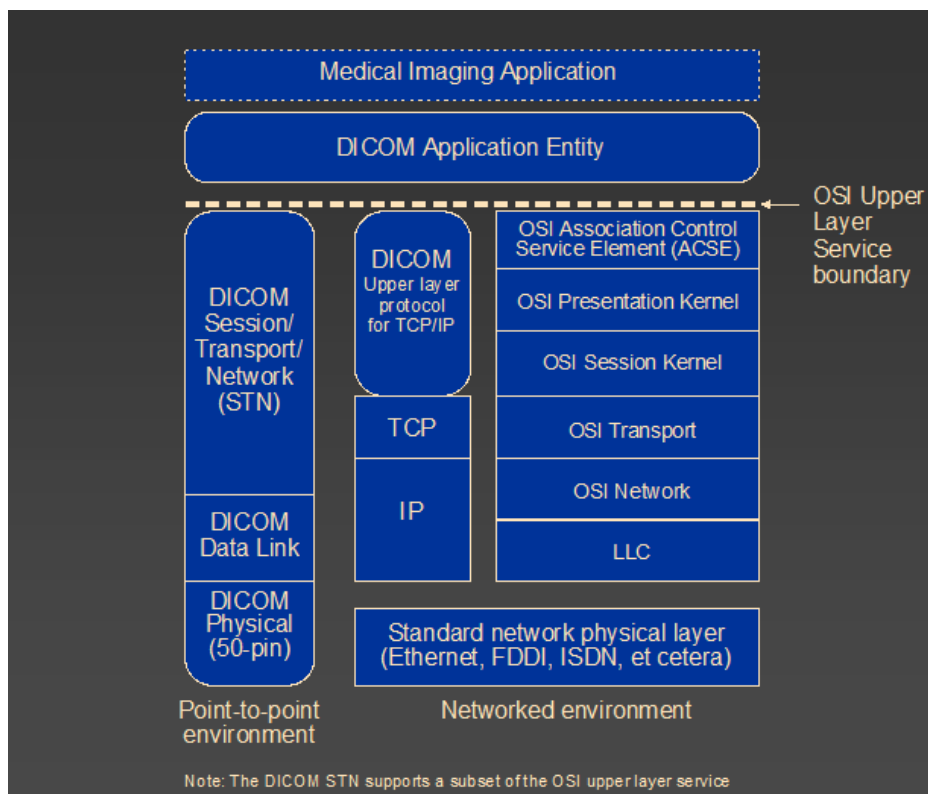 Medical Imaging Application
DICOM Application Entity
OSI Upper
Layer
Service
boundary
DICOM
Session/
Transport/
Network
(STN)
DICOM
Data Link
DICOM
Physical
(50-pin)
DICOM
Upper layer
protocol
for TCP/IP
TCP
IP
OSI Association Control
Service Element (ACSE)
OSI Presentation Kernel
OSI Session Kernel
OSI Transport
OSI Network
LLC
Standard network physical layer
(Ethernet, FDDI, ISDN, et cetera)
Point-to-point
environment
Networked environment
Note: The DICOM STN supports a subset of the OSI upper layer service